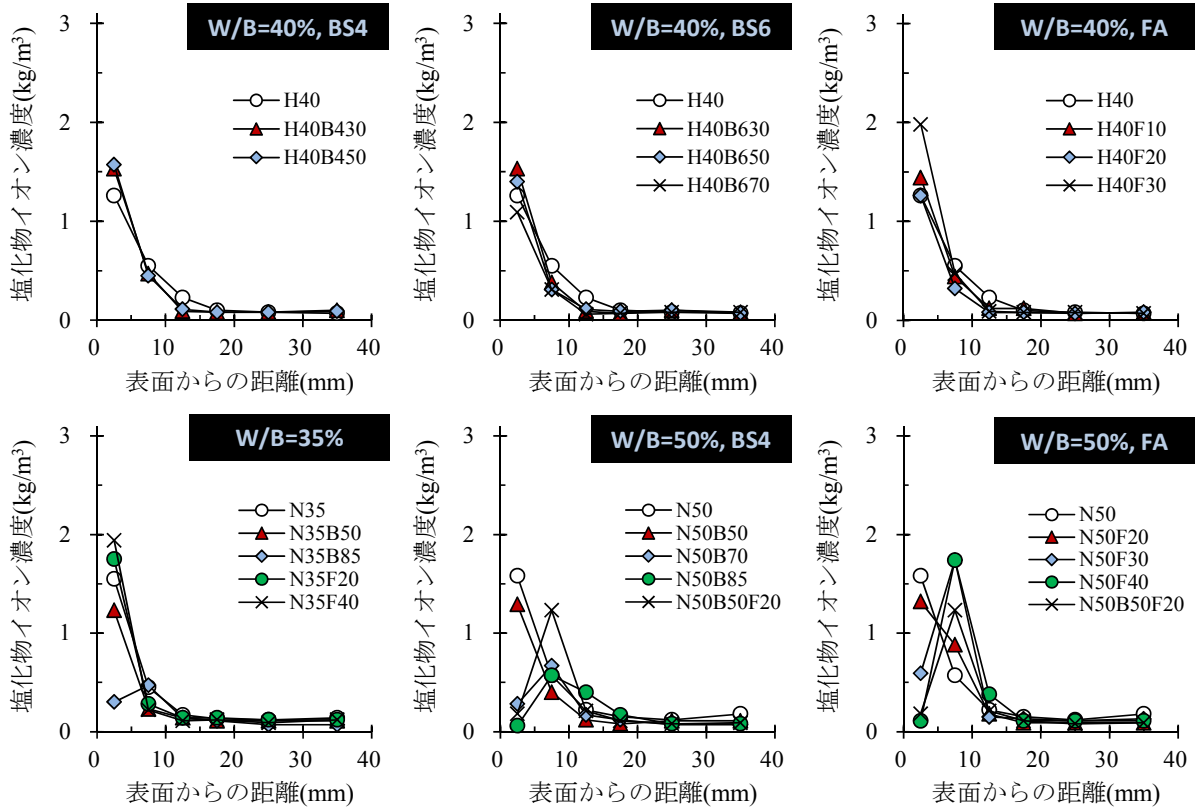 W/B=40%, BS4
塩化物イオン濃度(kg/m³)
3
2
1
0
H40
H40B430
H40B450
0 10 20 30 40
表面からの距離(mm)
W/B=40%, BS6
塩化物イオン濃度(kg/m³)
3
2
1
0
H40
H40B630
H40B650
H40B670
0 10 20 30 40
表面からの距離(mm)
W/B=40%, FA
塩化物イオン濃度(kg/m³)
3
2
1
0
H40
H40F10
H40F20
H40F30
0 10 20 30 40
表面からの距離(mm)
W/B=35%
塩化物イオン濃度(kg/m³)
3
2
1
0
N35
N35B50
N35B85
N35F20
N35F40
0 10 20 30 40
表面からの距離(mm)
W/B=50%, BS4
塩化物イオン濃度(kg/m³)
3
2
1
0
N50
N50B50
N50B70
N50B85
N50B50F20
0 10 20 30 40
表面からの距離(mm)
W/B=50%, FA
塩化物イオン濃度(kg/m³)
3
2
1
0
N50
N50F20
N50F30
N50F40
N50B50F20
0 10 20 30 40
表面からの距離(mm)